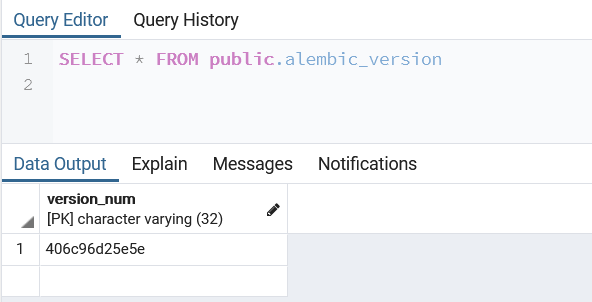 Query Editor Query History
1 SELECT * FROM public.alembic_version
2
Data Output Explain Messages Notifications
version_num
[PK] character varying (32)
1 406c96d25e5e